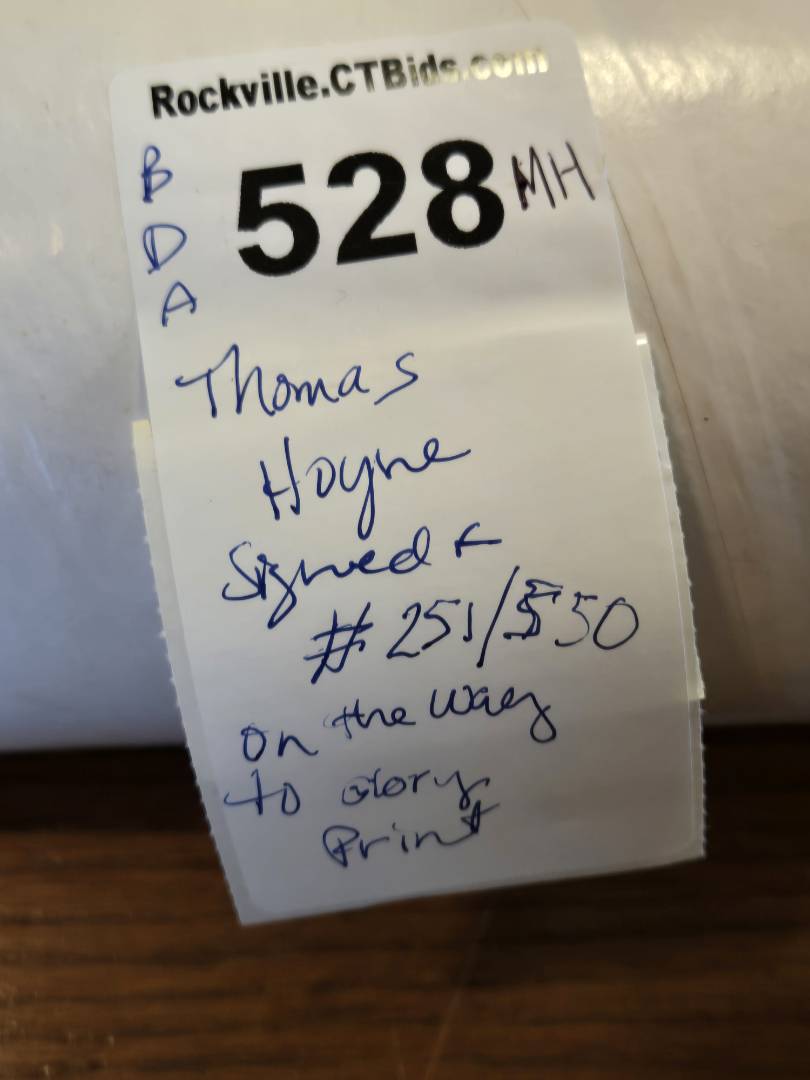 Rockville.CTBids.com
B
D
A
528 MH
Thomas
Hoyne
Signed +
# 251/550
on the way
to Glory
Print